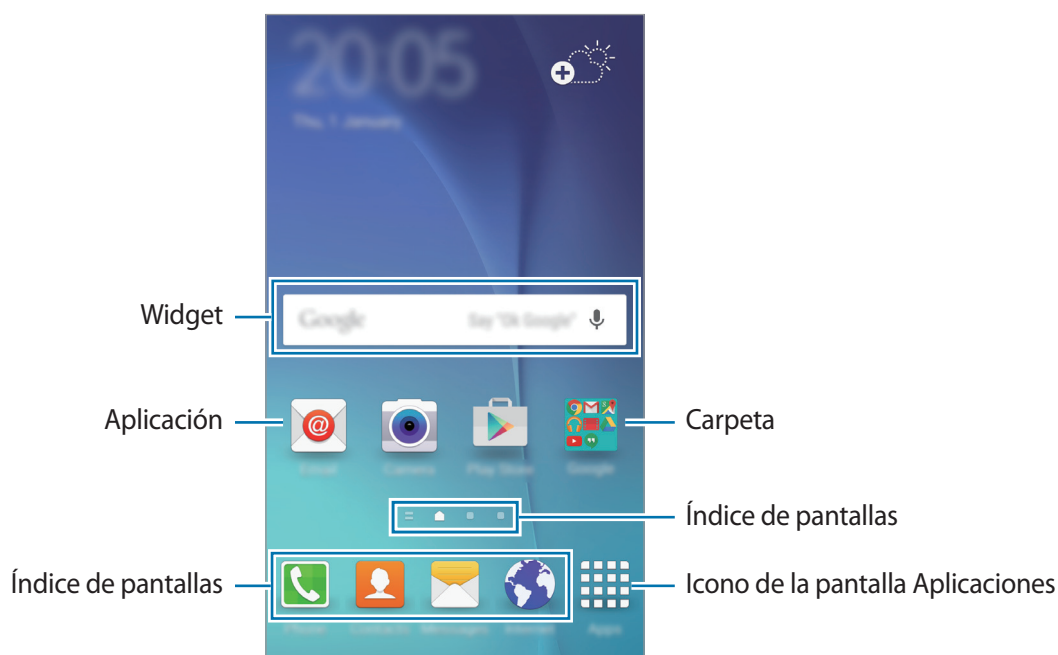 20:05
Thu, 1 January
Widget
Google
Say "Ok Google"
Aplicación
Carpeta
Email
Camera
Play Store
Google
Índice de pantallas
Índice de pantallas
Icono de la pantalla Aplicaciones
Phone
Contacts
Messages
Internet
Apps